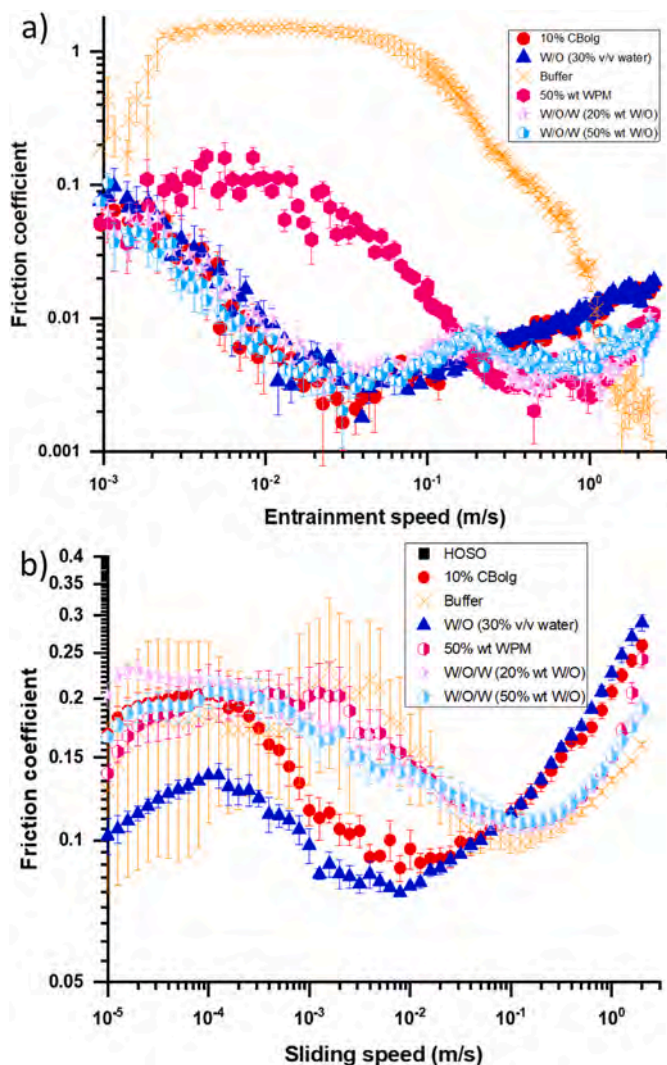 a)
1
0.1
0.01
0.001
Friction coefficient
10% CBolg
W/O (30% v/v water)
Buffer
50% wt WPM
W/O/W (20% wt W/O)
W/O/W (50% wt W/O)
10⁻³
10⁻²
10⁻¹
10⁰
Entrainment speed (m/s)
b)
0.4
0.35
0.3
0.25
0.2
0.15
0.1
0.05
Friction coefficient
HOSO
10% CBolg
Buffer
W/O (30% v/v water)
50% wt WPM
W/O/W (20% wt W/O)
W/O/W (50% wt W/O)
10⁻⁵
10⁻⁴
10⁻³
10⁻²
10⁻¹
10⁰
Sliding speed (m/s)